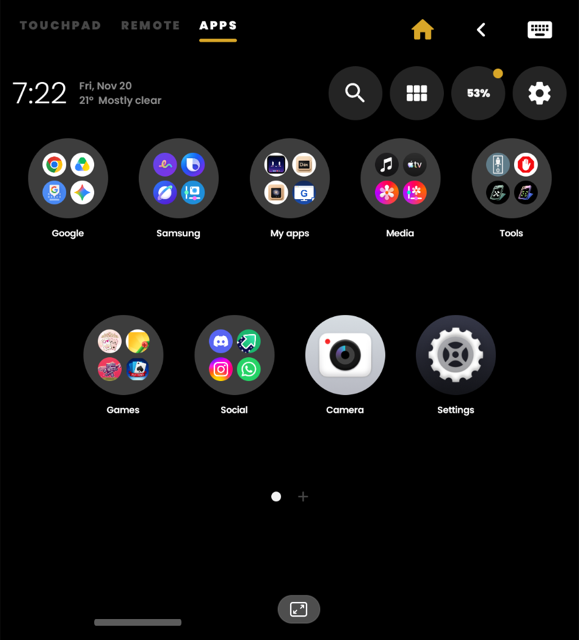 TOUCHPAD REMOTE APPS
7:22
Fri, Nov 20
21° Mostly clear
53%
tv
G
Google
Samsung
My apps
Media
Tools
Games
Social
Camera
Settings